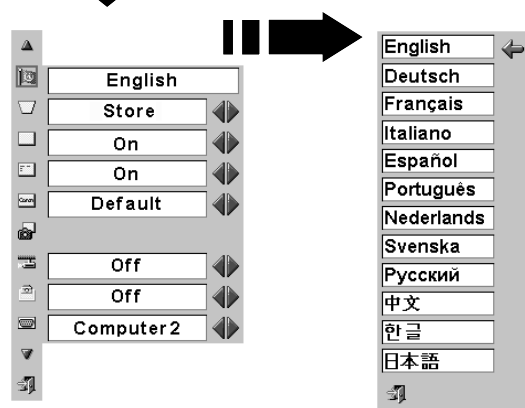 English
Store
On
On
Default
Canon
Off
Off
Computer2
English
Deutsch
Français
Italiano
Español
Português
Nederlands
Svenska
Русский
中文
한글
日本語